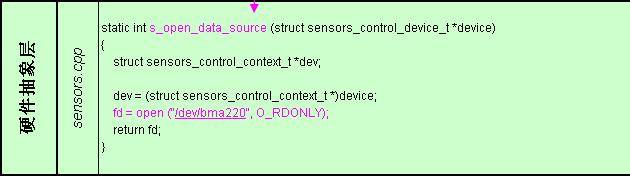 硬件抽象层
sensors.cpp
static int s_open_data_source (struct sensors_control_device_t *device)
{
struct sensors_control_context_t *dev;
dev = (struct sensors_control_context_t *)device;
fd = open ("/dev/bma220", O_RDONLY);
return fd;
}